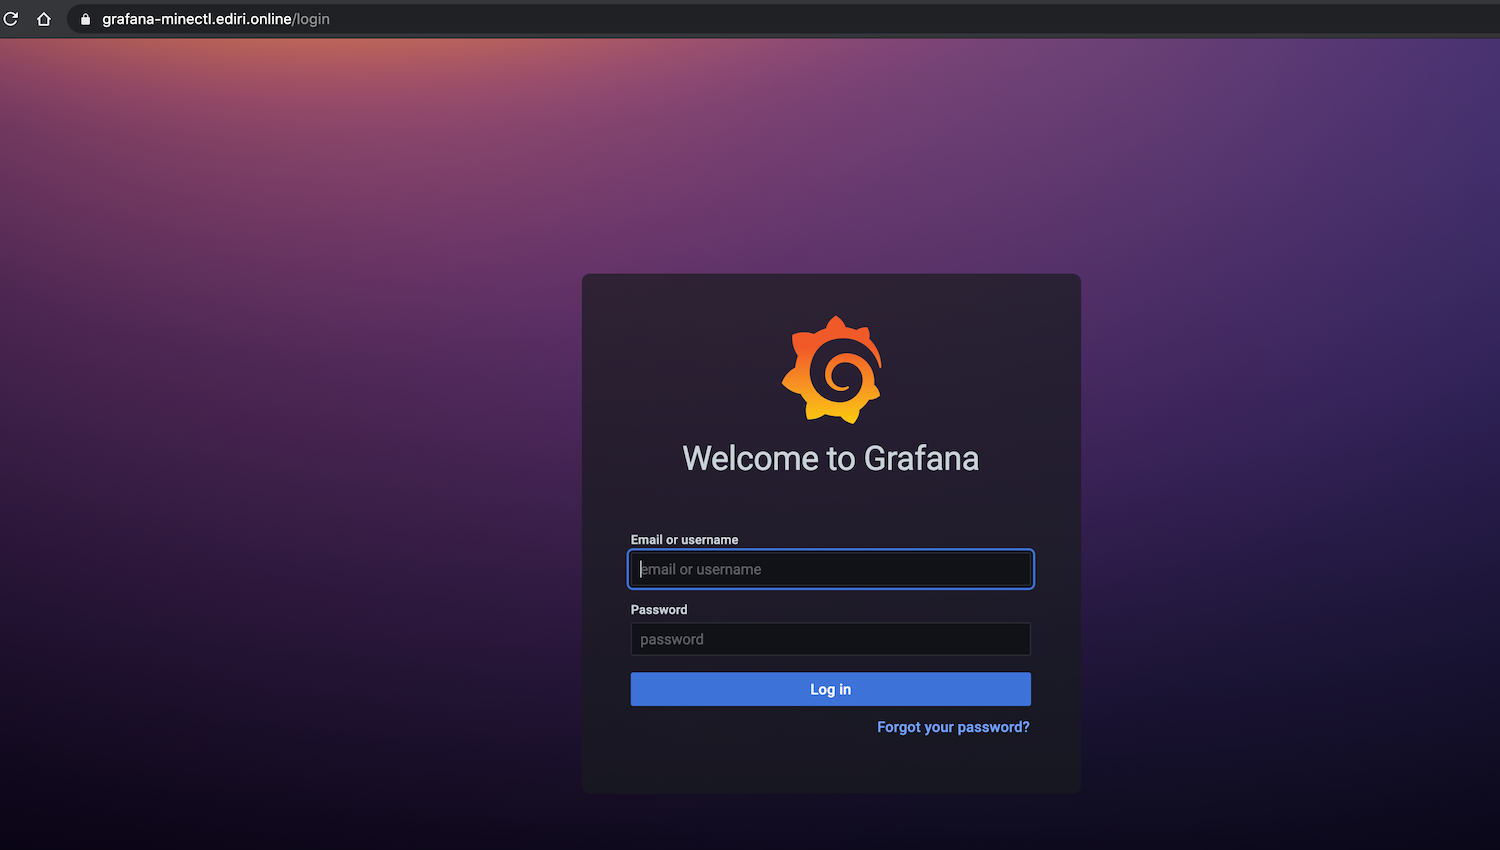 grafana-minectl.ediri.online/login
Welcome to Grafana
Email or username
email or username
Password
password
Log in
Forgot your password?